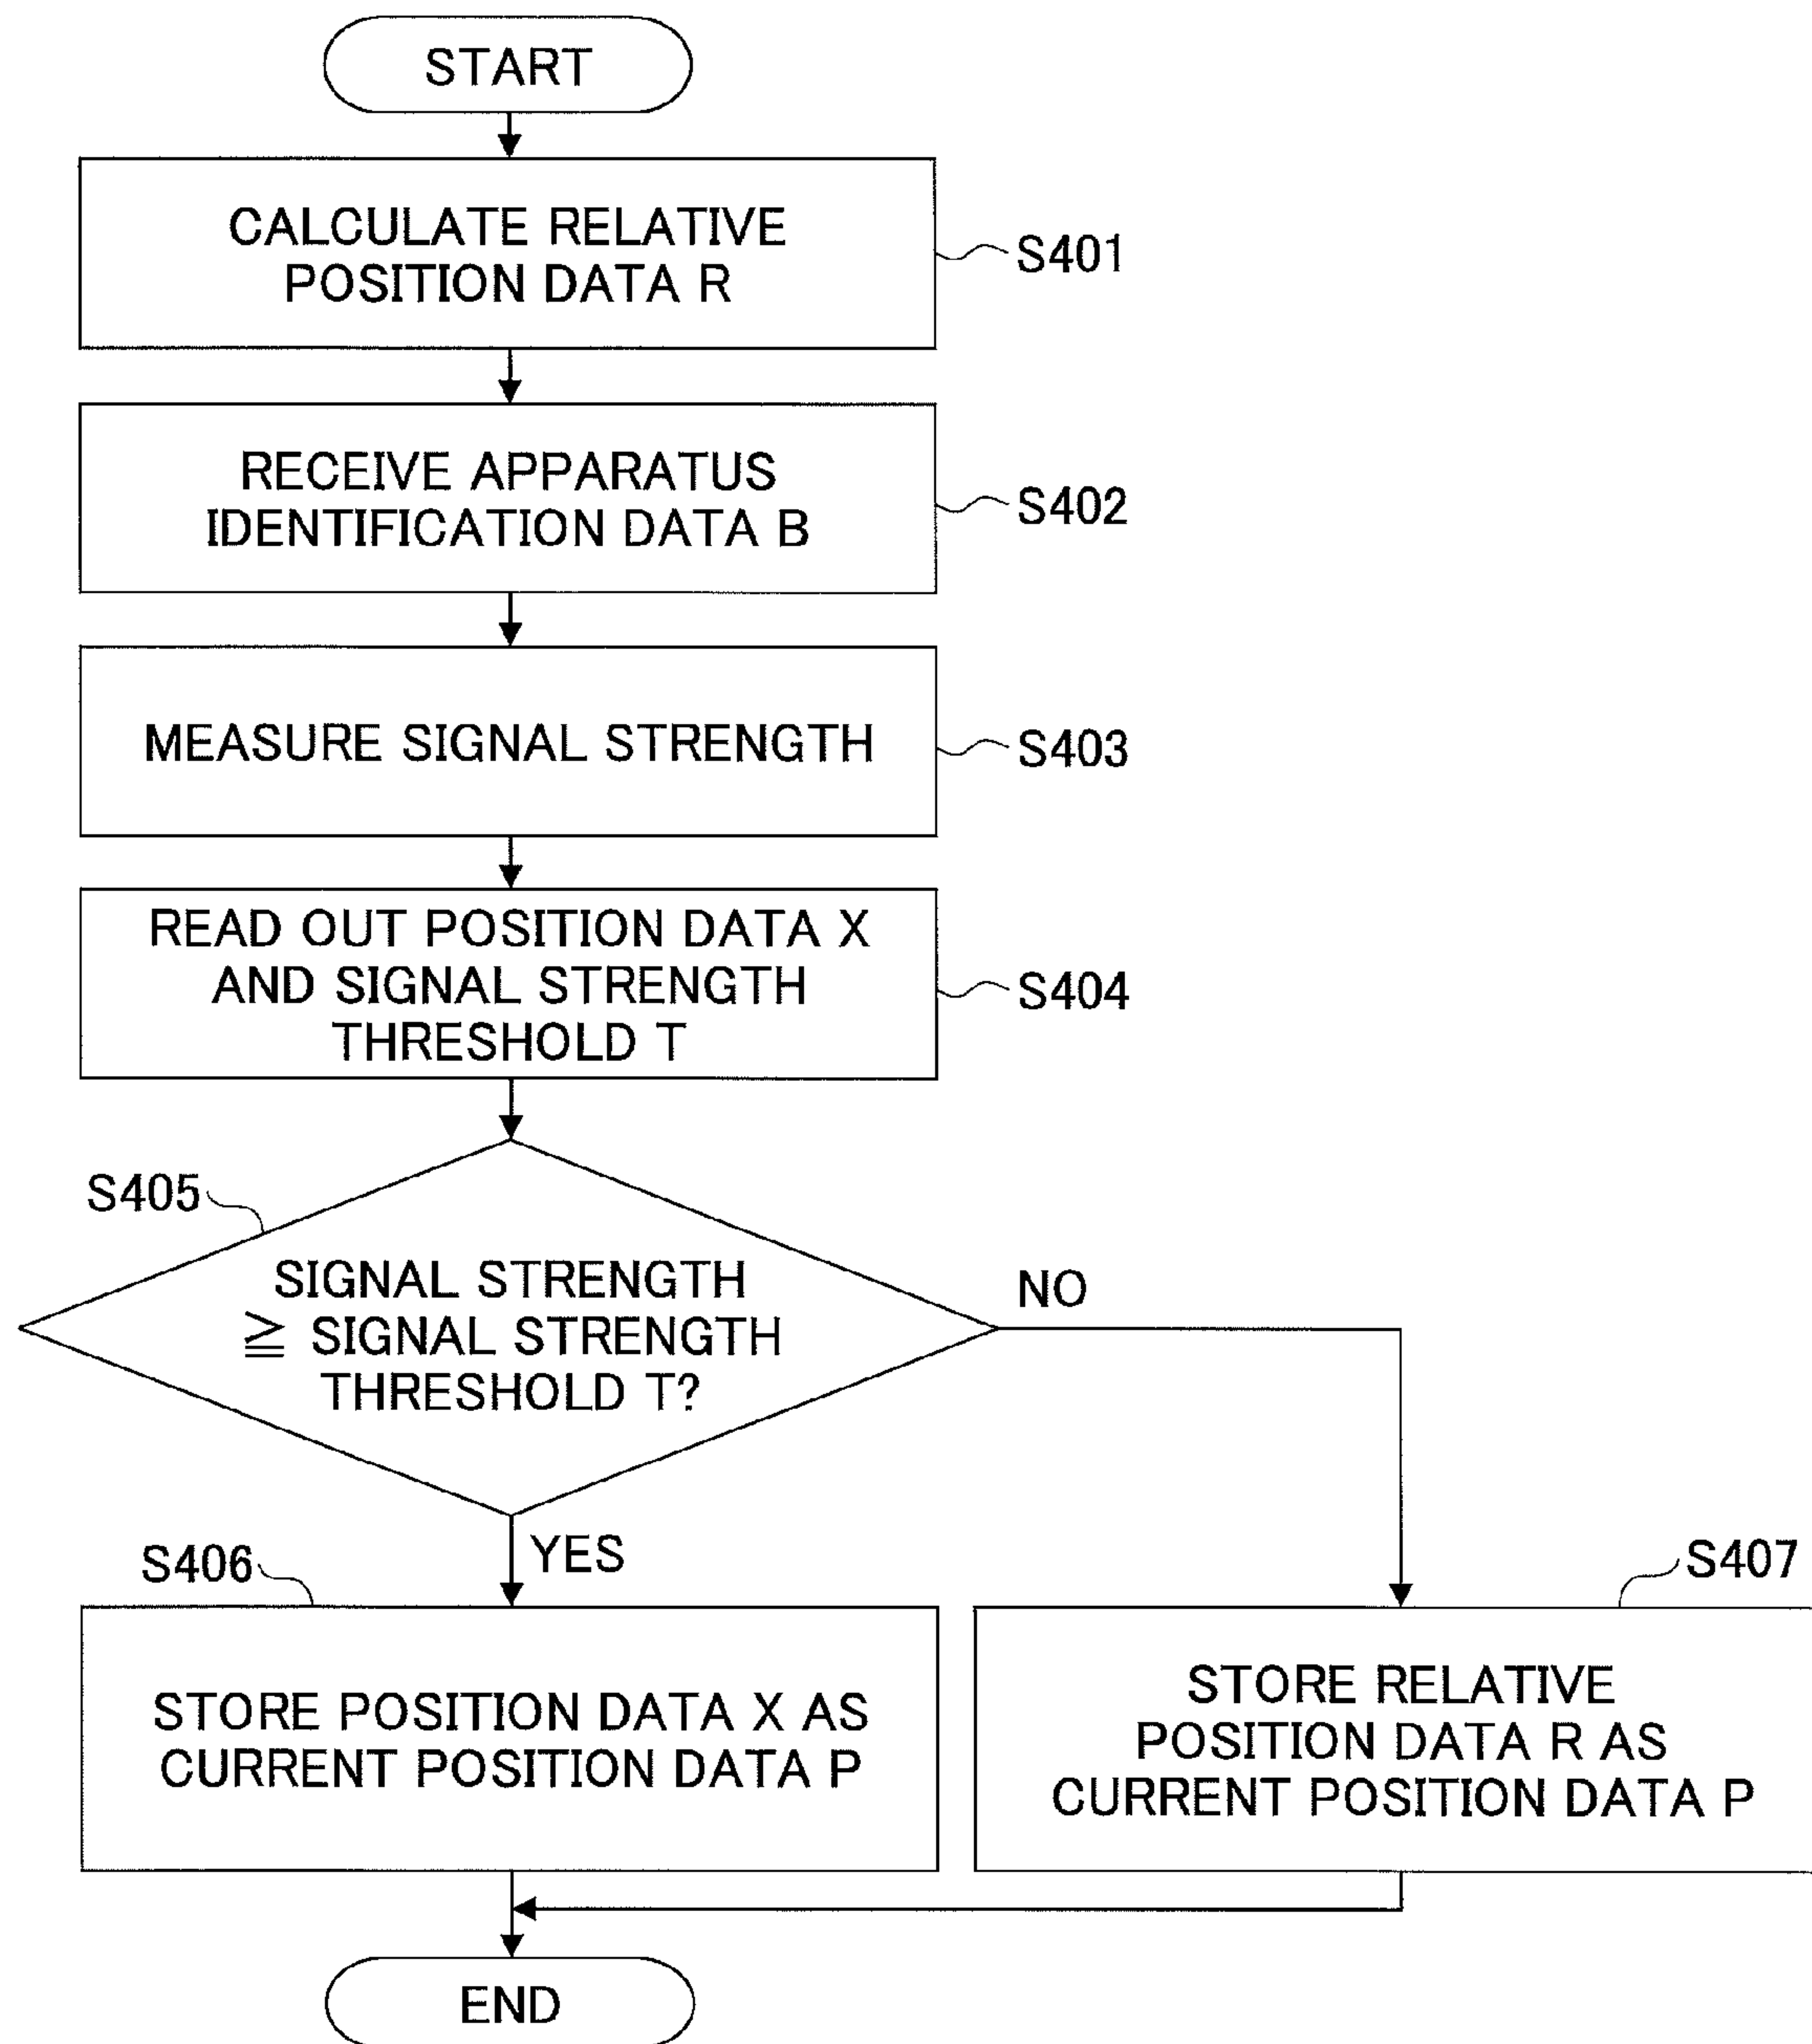 START
CALCULATE RELATIVE
POSITION DATA R
S401
RECEIVE APPARATUS
IDENTIFICATION DATA B
S402
MEASURE SIGNAL STRENGTH
S403
READ OUT POSITION DATA X
AND SIGNAL STRENGTH
THRESHOLD T
S404
S405
SIGNAL STRENGTH
≧ SIGNAL STRENGTH
THRESHOLD T?
NO
YES
S406
STORE POSITION DATA X AS
CURRENT POSITION DATA P
S407
STORE RELATIVE
POSITION DATA R AS
CURRENT POSITION DATA P
END